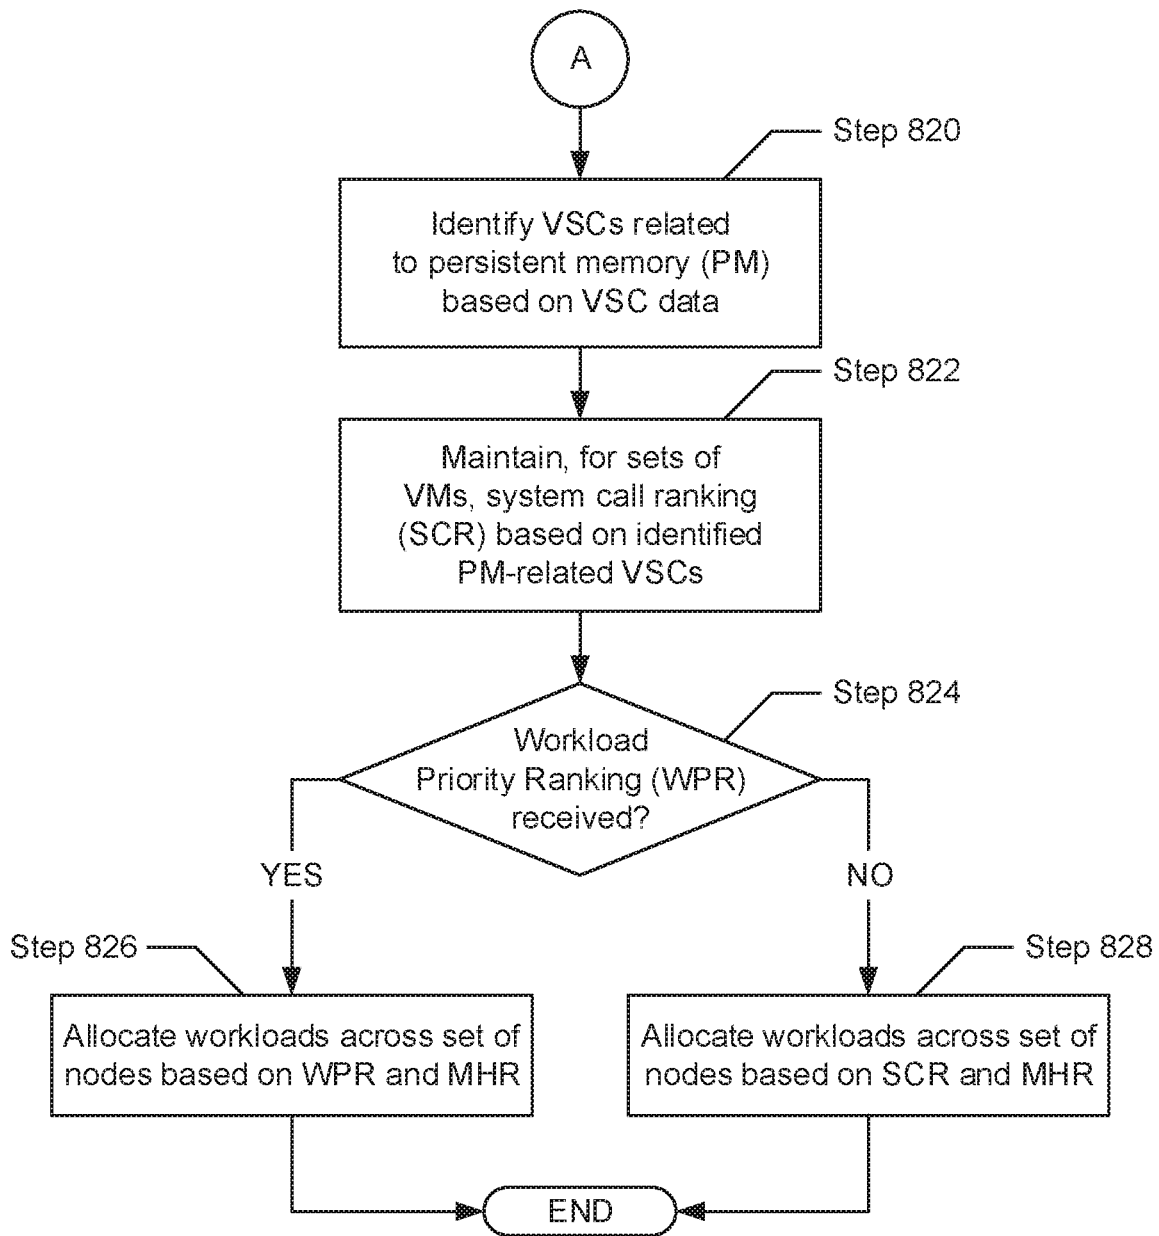 A
Step 820
Identify VSCs related
to persistent memory (PM)
based on VSC data
Step 822
Maintain, for sets of
VMs, system call ranking
(SCR) based on identified
PM-related VSCs
Step 824
Workload
Priority Ranking (WPR)
received?
YES
NO
Step 826
Step 828
Allocate workloads across set of
nodes based on WPR and MHR
Allocate workloads across set of
nodes based on SCR and MHR
END